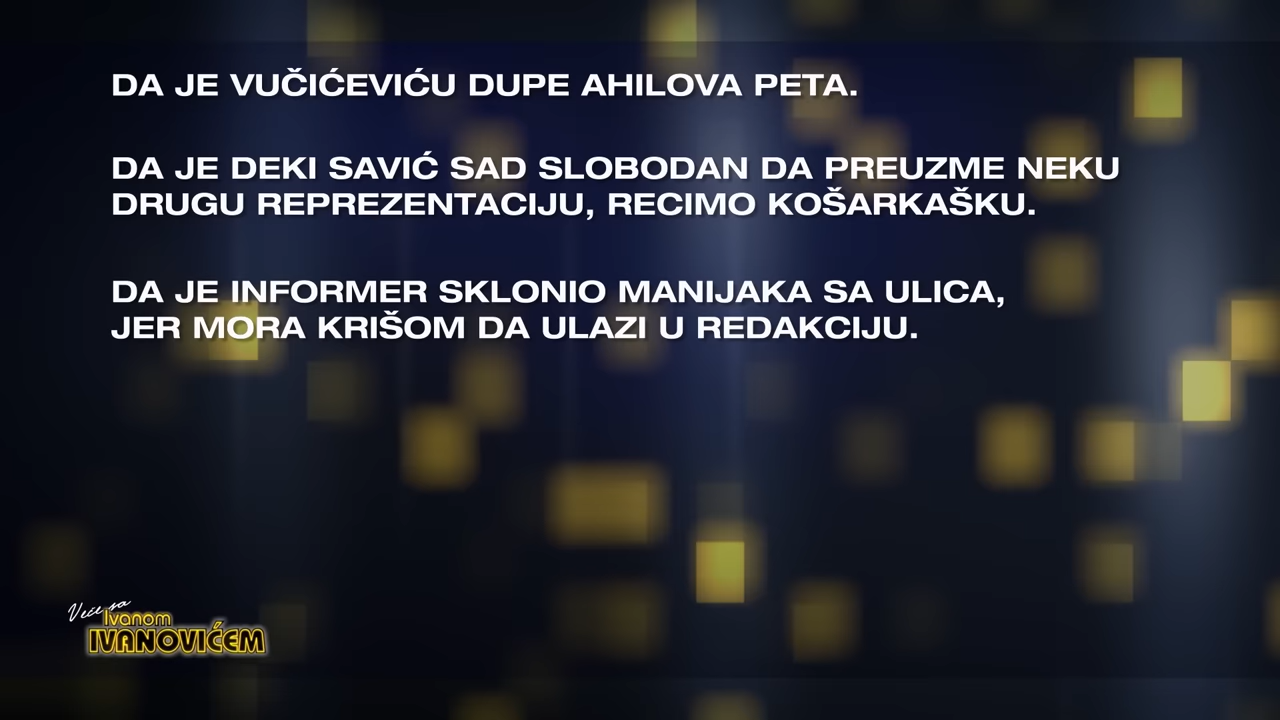 DA JE VUČIĆEVIĆU DUPE AHILOVA PETA.
DA JE DEKI SAVIĆ SAD SLOBODAN DA PREUZME NEKU
DRUGU REPREZENTACIJU, RECIMO KOŠARKAŠKU.
DA JE INFORMER SKLONIO MANIJAKA SA ULICA,
JER MORA KRIŠOM DA ULAZI U REDAKCIJU.
Veče sa
Ivanom
IVANOVIĆEM